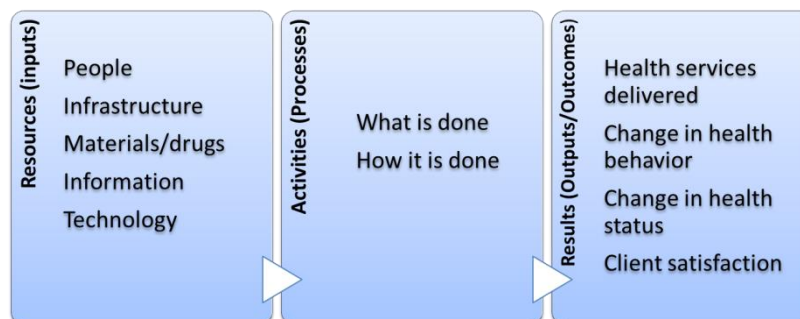 Resources (inputs)
People
Infrastructure
Materials/drugs
Information
Technology
Activities (Processes)
What is done
How it is done
Results (Outputs/Outcomes)
Health services
delivered
Change in health
behavior
Change in health
status
Client satisfaction